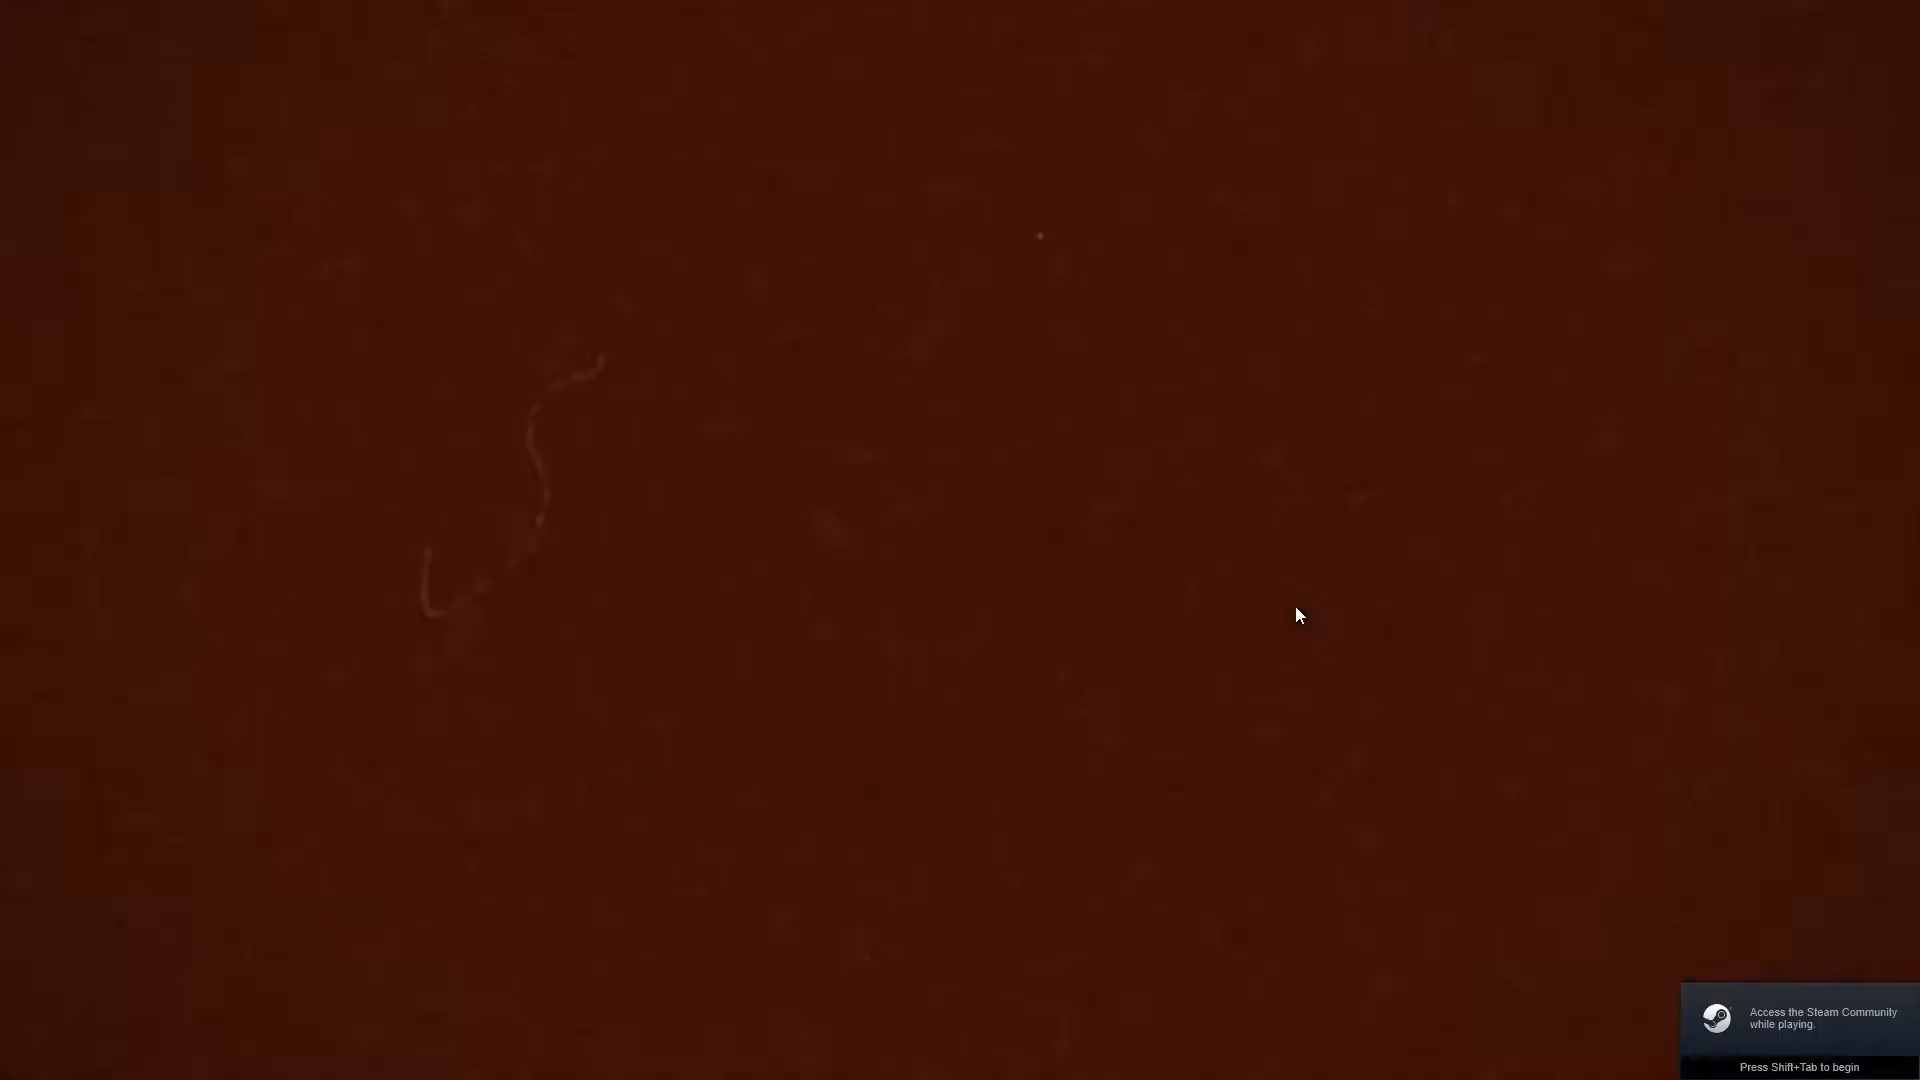 Access the Steam Community
while playing.
Press Shift+Tab to begin